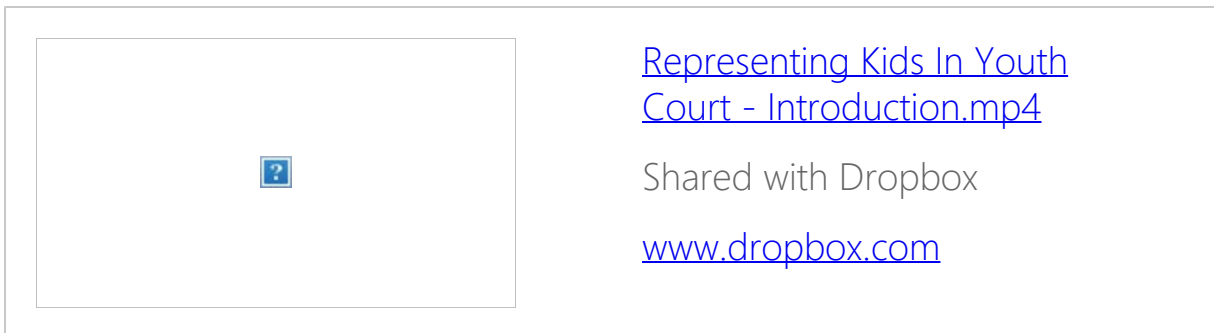 Representing Kids In Youth
Court - Introduction.mp4
Shared with Dropbox
www.dropbox.com